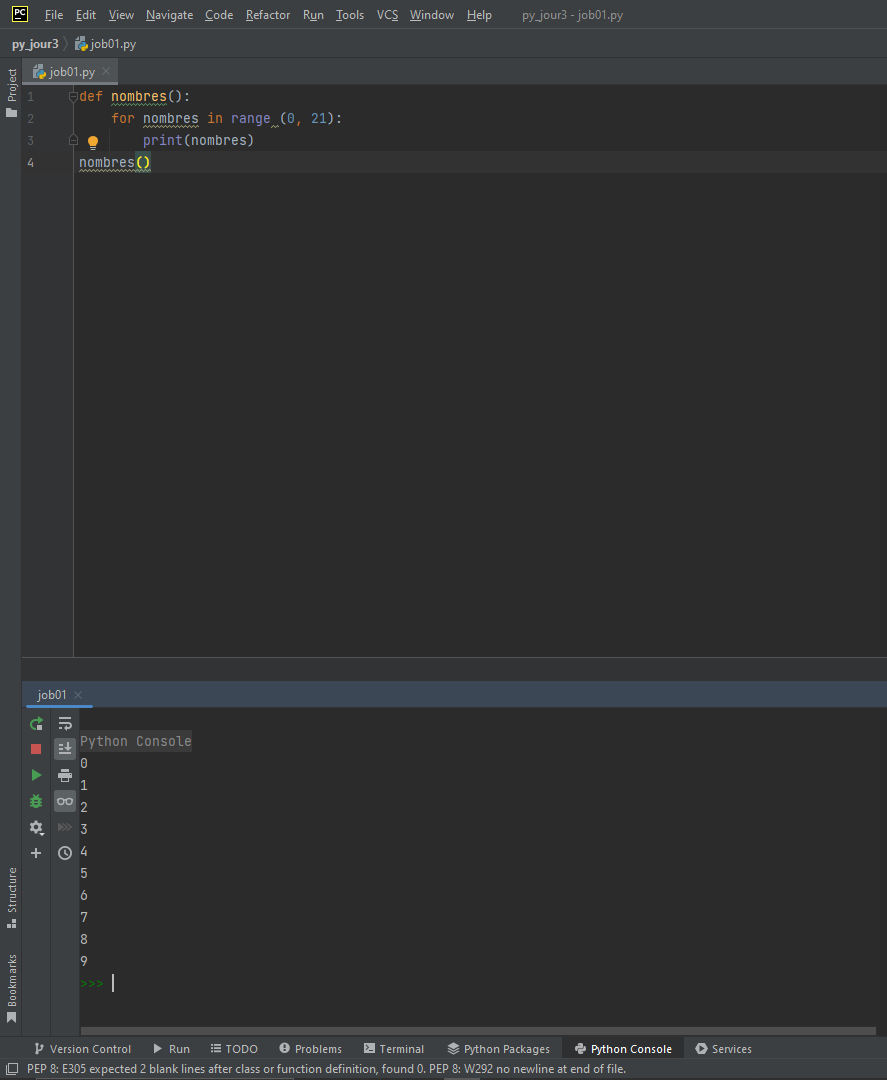 PC File Edit View Navigate Code Refactor Run Tools VCS Window Help py_jour3 - job01.py
py_jour3 job01.py
Project
job01.py
1 def nombres():
2 for nombres in range (0, 21):
3 print(nombres)
4 nombres()
job01
Python Console
0
1
2
3
4
5
6
7
8
9
>>>
Structure
Bookmarks
Version Control Run TODO Problems Terminal Python Packages Python Console Services
PEP 8: E305 expected 2 blank lines after class or function definition, found 0. PEP 8: W292 no newline at end of file.